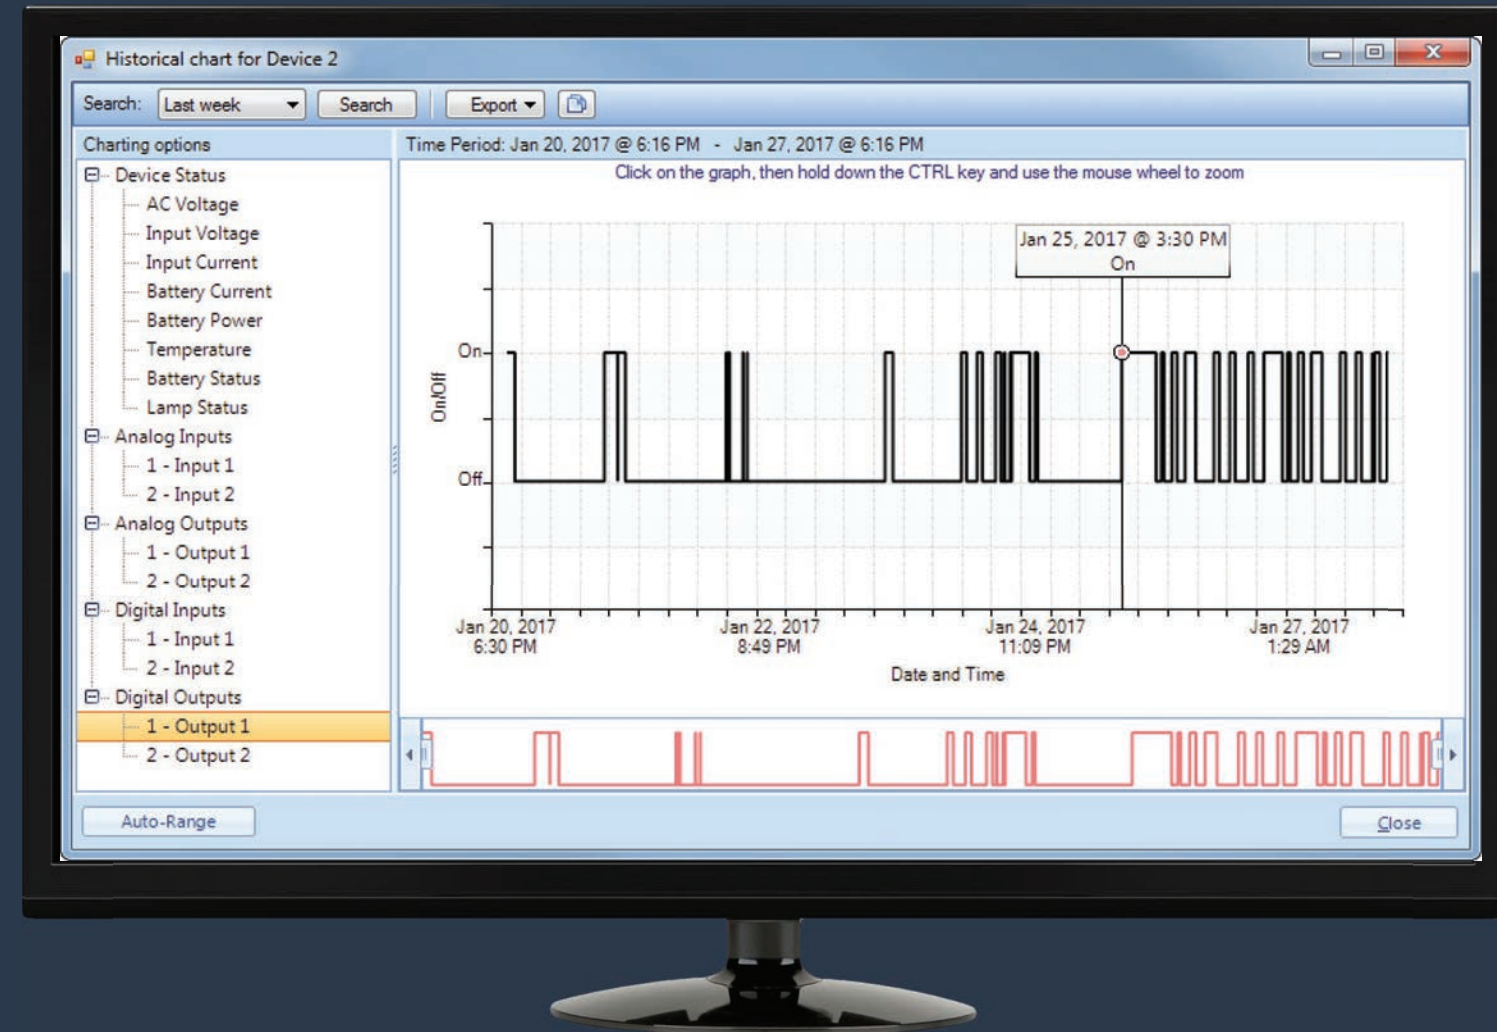 Historical chart for Device 2
Search: Last week Search Export
Charting options
Time Period: Jan 20, 2017 @ 6:16 PM - Jan 27, 2017 @ 6:16 PM
Device Status
AC Voltage
Input Voltage
Input Current
Battery Current
Battery Power
Temperature
Battery Status
Lamp Status
Analog Inputs
1 - Input 1
2 - Input 2
Analog Outputs
1 - Output 1
2 - Output 2
Digital Inputs
1 - Input 1
2 - Input 2
Digital Outputs
1 - Output 1
2 - Output 2
Click on the graph, then hold down the CTRL key and use the mouse wheel to zoom
Jan 25, 2017 @ 3:30 PM
On
On
On/Off
Off
Jan 20, 2017 Jan 22, 2017 Jan 24, 2017 Jan 27, 2017
6:30 PM 8:49 PM 11:09 PM 1:29 AM
Date and Time
Auto-Range Close